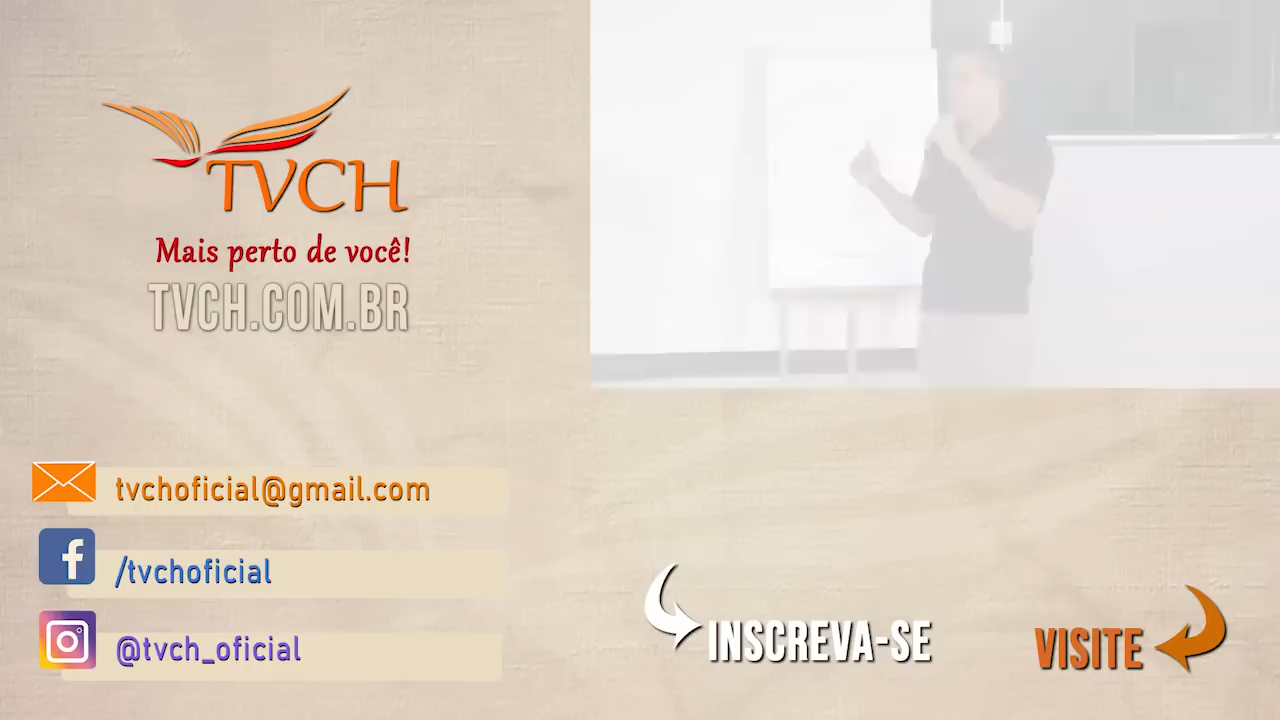 TVCH
Mais perto de você!
TVCH.COM.BR
tvchoficial@gmail.com
/tvchoficial
@tvch_oficial
INSCREVA-SE
VISITE